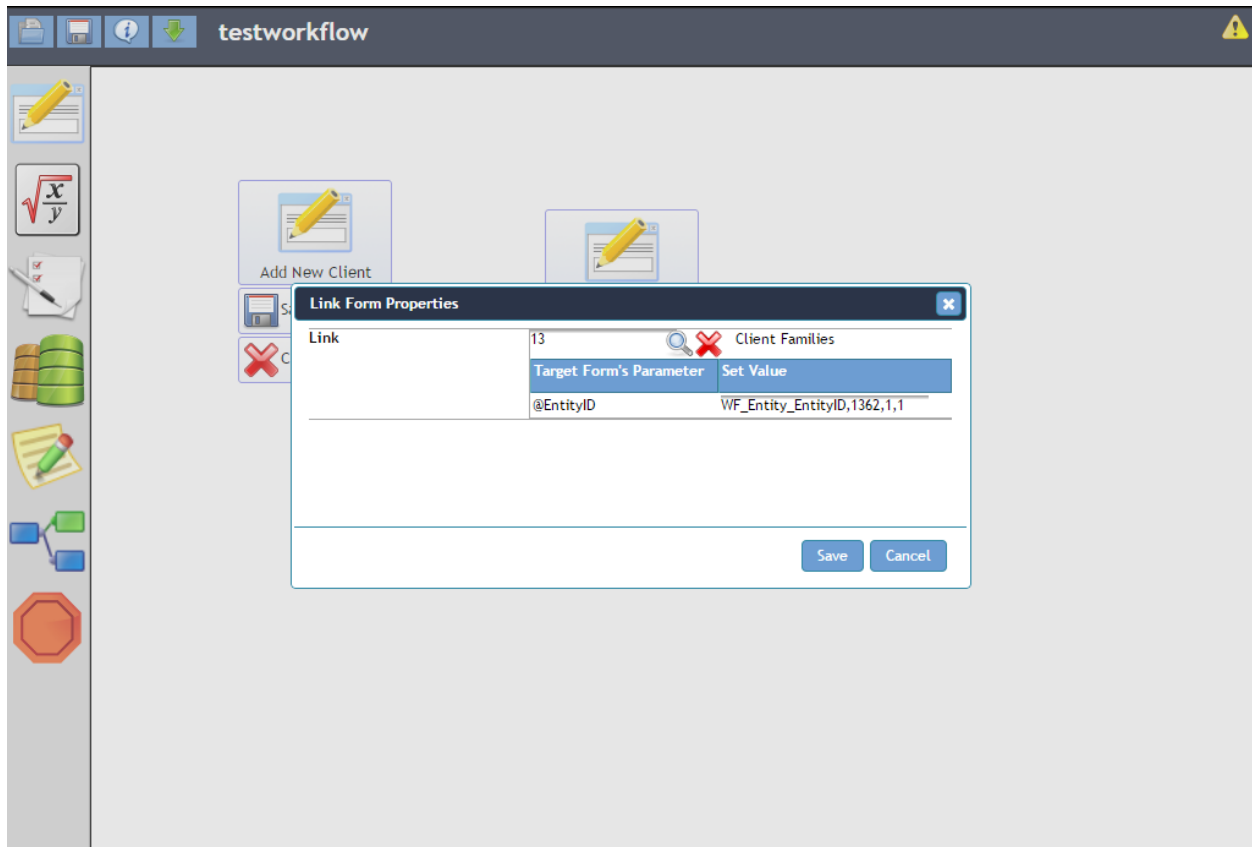 testworkflow
x
y
Add New Client
Link Form Properties
Link
13
Client Families
Target Form's Parameter
Set Value
@EntityID
WF_Entity_EntityID,1362,1,1
Save
Cancel